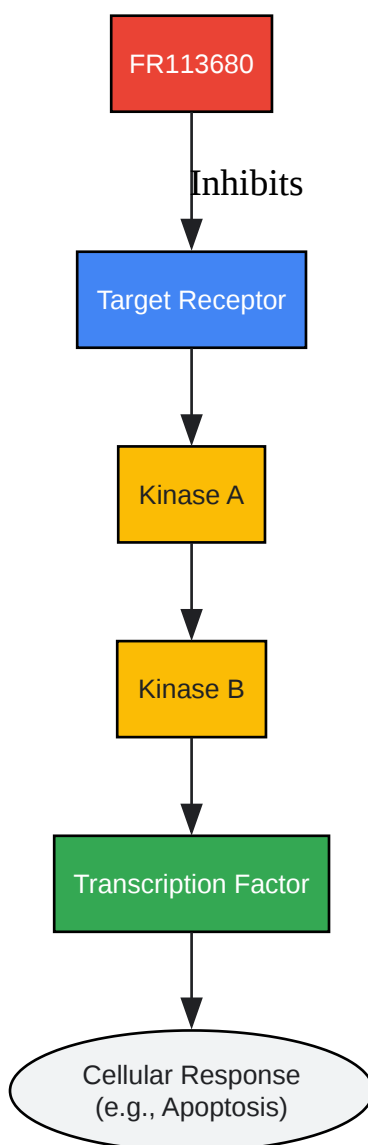 FR113680
Inhibits
Target Receptor
Kinase A
Kinase B
Transcription Factor
Cellular Response
(e.g., Apoptosis)